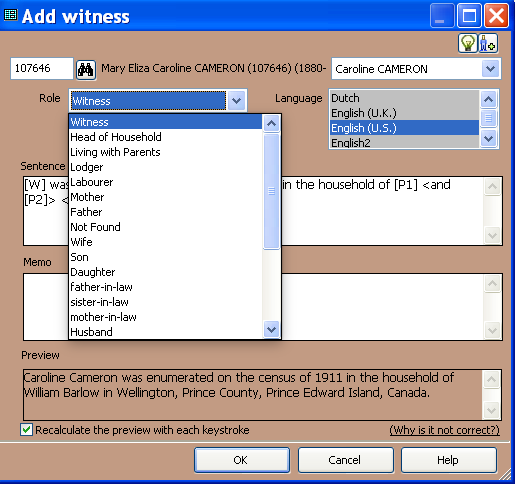 Add witness
107646 Mary Eliza Caroline CAMERON (107646) (1880- Caroline CAMERON
Role Witness Language
Dutch
English (U.K.)
English (U.S.)
English2
Witness
Head of Household
Living with Parents
Lodger
Labourer
Mother
Father
Not Found
Wife
Son
Daughter
father-in-law
sister-in-law
mother-in-law
Husband
Sentence
[W] was in the household of [P1] <and
[P2]> <
Memo
Preview
Caroline Cameron was enumerated on the census of 1911 in the household of
William Barlow in Wellington, Prince County, Prince Edward Island, Canada.
Recalculate the preview with each keystroke (Why is it not correct?)
OK Cancel Help